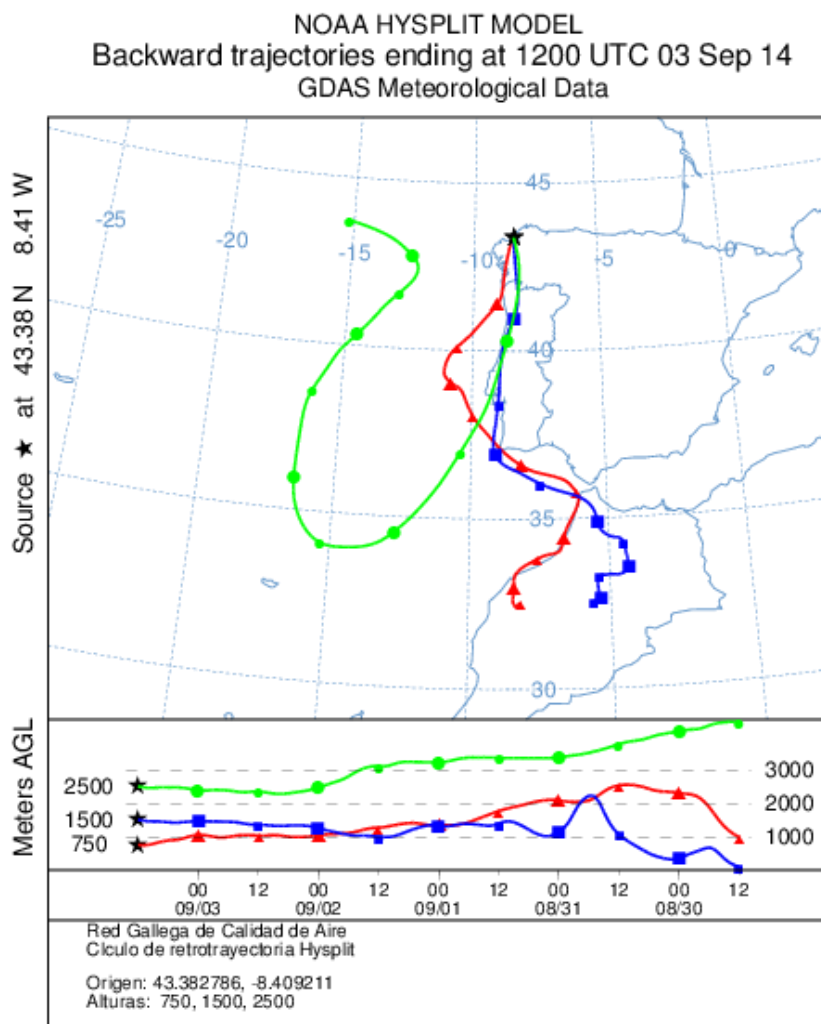 NOAA HYSPLIT MODEL
Backward trajectories ending at 1200 UTC 03 Sep 14
GDAS Meteorological Data
Source ★ at 43.38 N 8.41 W
45
-25
-20
-15
-10
-5
0
40
35
30
Meters AGL
2500
1500
750
3000
2000
1000
00 12 00 12 00 12 00 12 00 12
09/03 09/02 09/01 08/31 08/30
Red Gallega de Calidad de Aire
Clculo de retrotrayectoria Hysplit
Origen: 43.382786, -8.409211
Alturas: 750, 1500, 2500